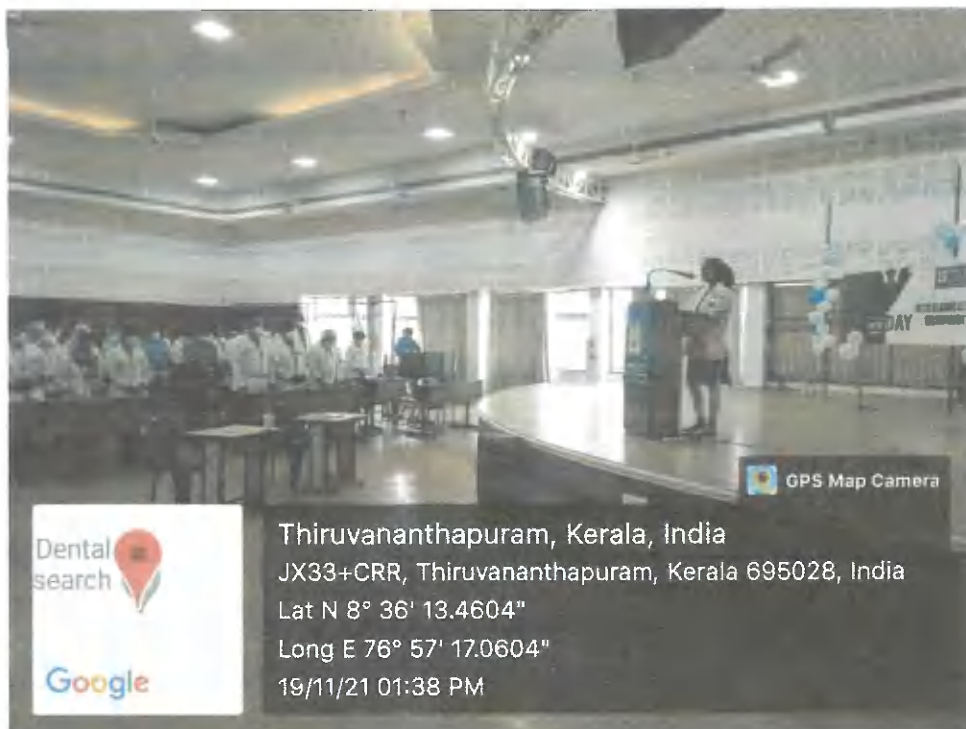 DAY
GPS Map Camera
Dental
search
Google
Thiruvananthapuram, Kerala, India
JX33+CRR, Thiruvananthapuram, Kerala 695028, India
Lat N 8° 36' 13.4604"
Long E 76° 57' 17.0604"
19/11/21 01:38 PM